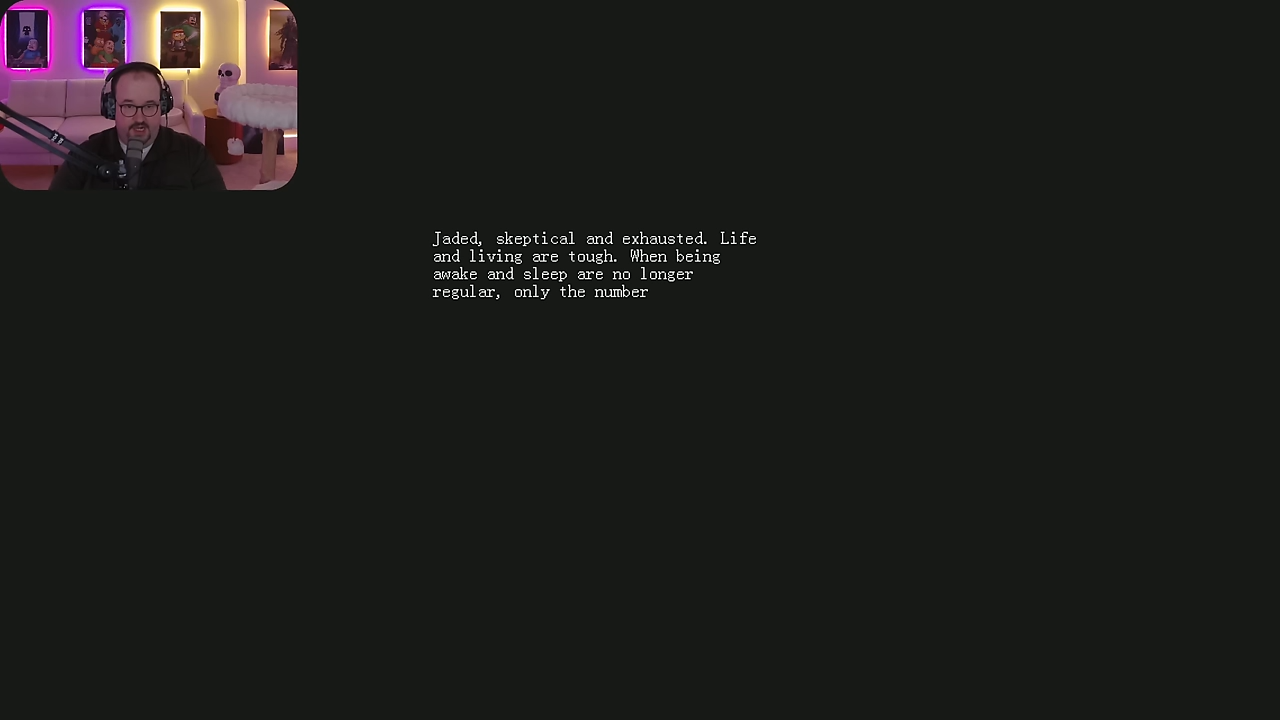 Jaded, skeptical and exhausted. Life
and living are tough. When being
awake and sleep are no longer
regular, only the number